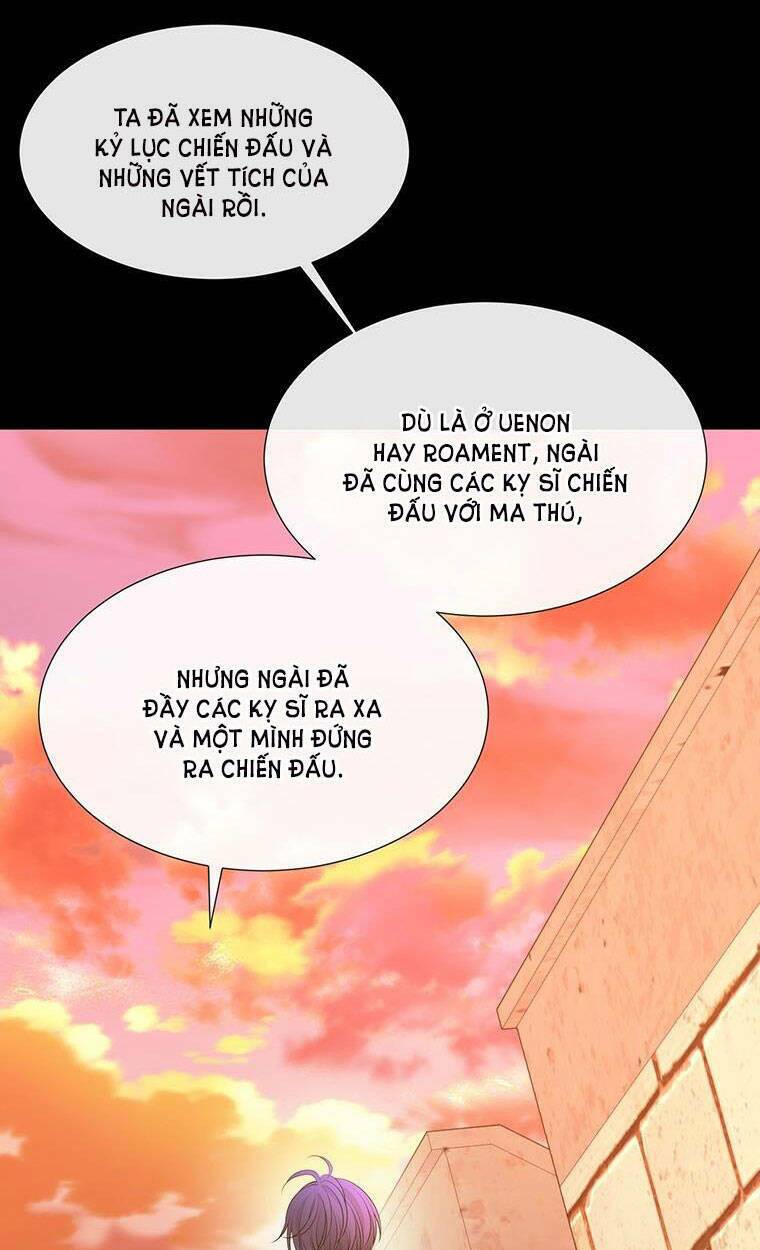 TA ĐÃ XEM NHỮNG
KỶ LỤC CHIẾN ĐẤU VÀ
NHỮNG VẾT TÍCH CỦA
NGÀI RỒI.
DÙ LÀ Ở UENON
HAY ROAMENT, NGÀI
ĐÃ CÙNG CÁC KỴ SĨ CHIẾN
ĐẤU VỚI MA THÚ,
NHƯNG NGÀI ĐÃ
ĐẦY CÁC KỴ SĨ RA XA
VÀ MỘT MÌNH ĐỨNG
RA CHIẾN ĐẤU.